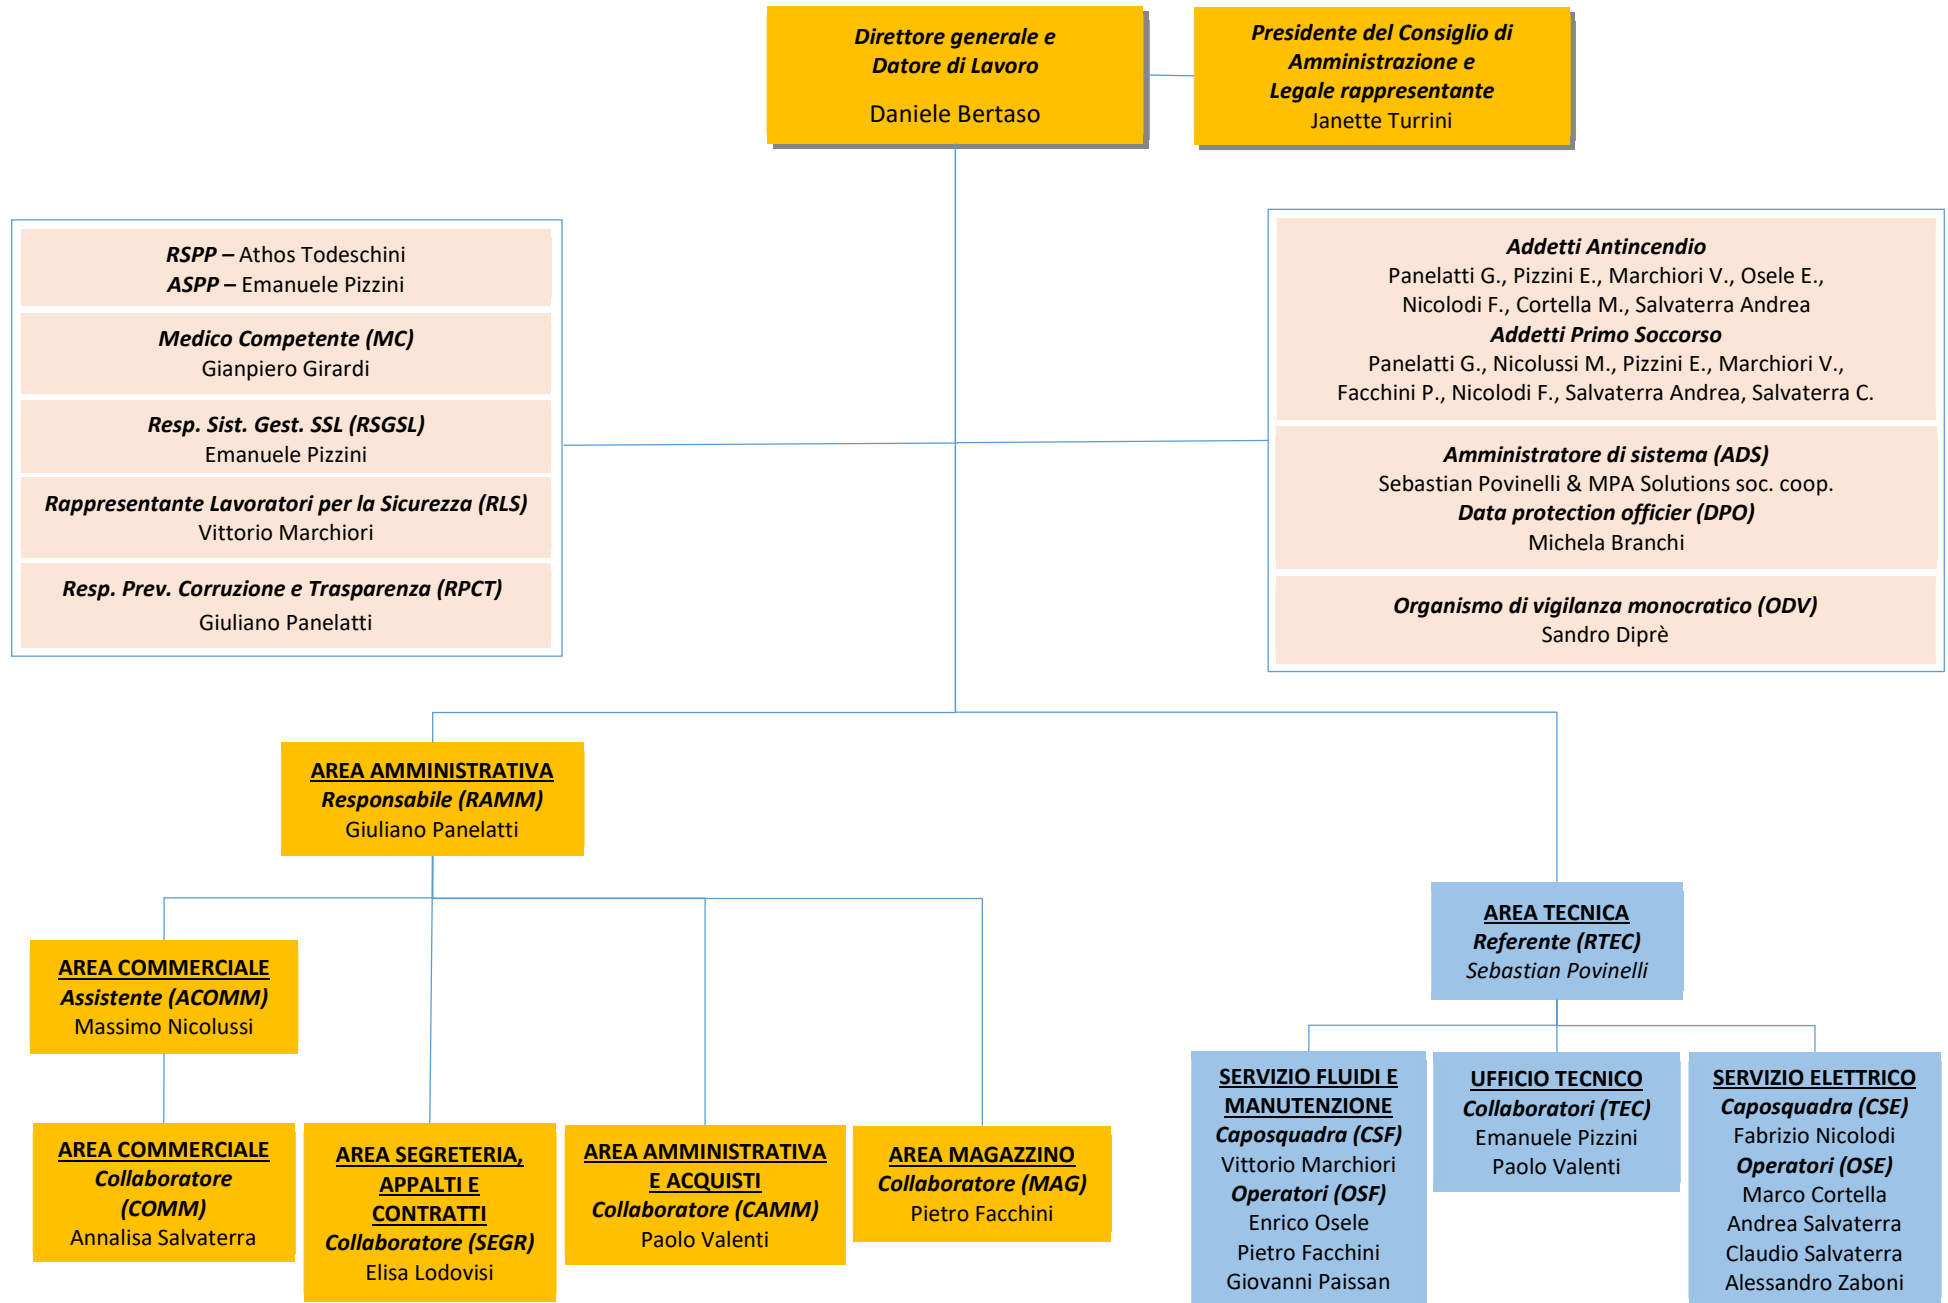 Direttore generale e
Datore di Lavoro
Daniele Bertaso
Presidente del Consiglio di
Amministrazione e
Legale rappresentante
Janette Turrini
RSPP – Athos Todeschini
ASPP – Emanuele Pizzini
Medico Competente (MC)
Gianpiero Girardi
Resp. Sist. Gest. SSL (RSGSL)
Emanuele Pizzini
Rappresentante Lavoratori per la Sicurezza (RLS)
Vittorio Marchiori
Resp. Prev. Corruzione e Trasparenza (RPCT)
Giuliano Panelatti
Addetti Antincendio
Panelatti G., Pizzini E., Marchiori V., Osele E.,
Nicolodi F., Cortella M., Salvaterra Andrea
Addetti Primo Soccorso
Panelatti G., Nicolussi M., Pizzini E., Marchiori V.,
Facchini P., Nicolodi F., Salvaterra Andrea, Salvaterra C.
Amministratore di sistema (ADS)
Sebastian Povinelli & MPA Solutions soc. coop.
Data protection officier (DPO)
Michela Branchi
Organismo di vigilanza monocratico (ODV)
Sandro Diprè
AREA AMMINISTRATIVA
Responsabile (RAMM)
Giuliano Panelatti
AREA TECNICA
Referente (RTEC)
Sebastian Povinelli
AREA COMMERCIALE
Assistente (ACOMM)
Massimo Nicolussi
AREA COMMERCIALE
Collaboratore
(COMM)
Annalisa Salvaterra
AREA SEGRETERIA,
APPALTI E
CONTRATTI
Collaboratore (SEGR)
Elisa Lodovisi
AREA AMMINISTRATIVA
E ACQUISTI
Collaboratore (CAMM)
Paolo Valenti
AREA MAGAZZINO
Collaboratore (MAG)
Pietro Facchini
SERVIZIO FLUIDI E
MANUTENZIONE
Caposquadra (CSF)
Vittorio Marchiori
Operatori (OSF)
Enrico Osele
Pietro Facchini
Giovanni Paissan
UFFICIO TECNICO
Collaboratori (TEC)
Emanuele Pizzini
Paolo Valenti
SERVIZIO ELETTRICO
Caposquadra (CSE)
Fabrizio Nicolodi
Operatori (OSE)
Marco Cortella
Andrea Salvaterra
Claudio Salvaterra
Alessandro Zaboni